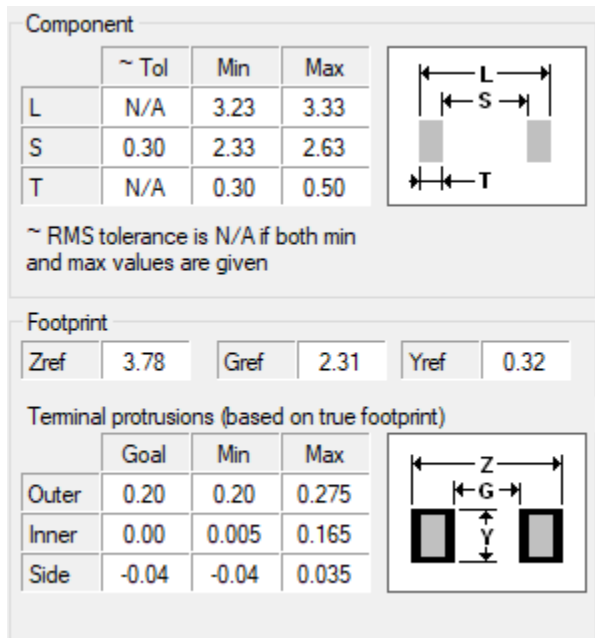 Component
~ Tol Min Max
L N/A 3.23 3.33
S 0.30 2.33 2.63
T N/A 0.30 0.50
L
S
T
~ RMS tolerance is N/A if both min
and max values are given
Footprint
Zref 3.78 Gref 2.31 Yref 0.32
Terminal protrusions (based on true footprint)
Goal Min Max
Outer 0.20 0.20 0.275
Inner 0.00 0.005 0.165
Side -0.04 -0.04 0.035
Z
G
Y